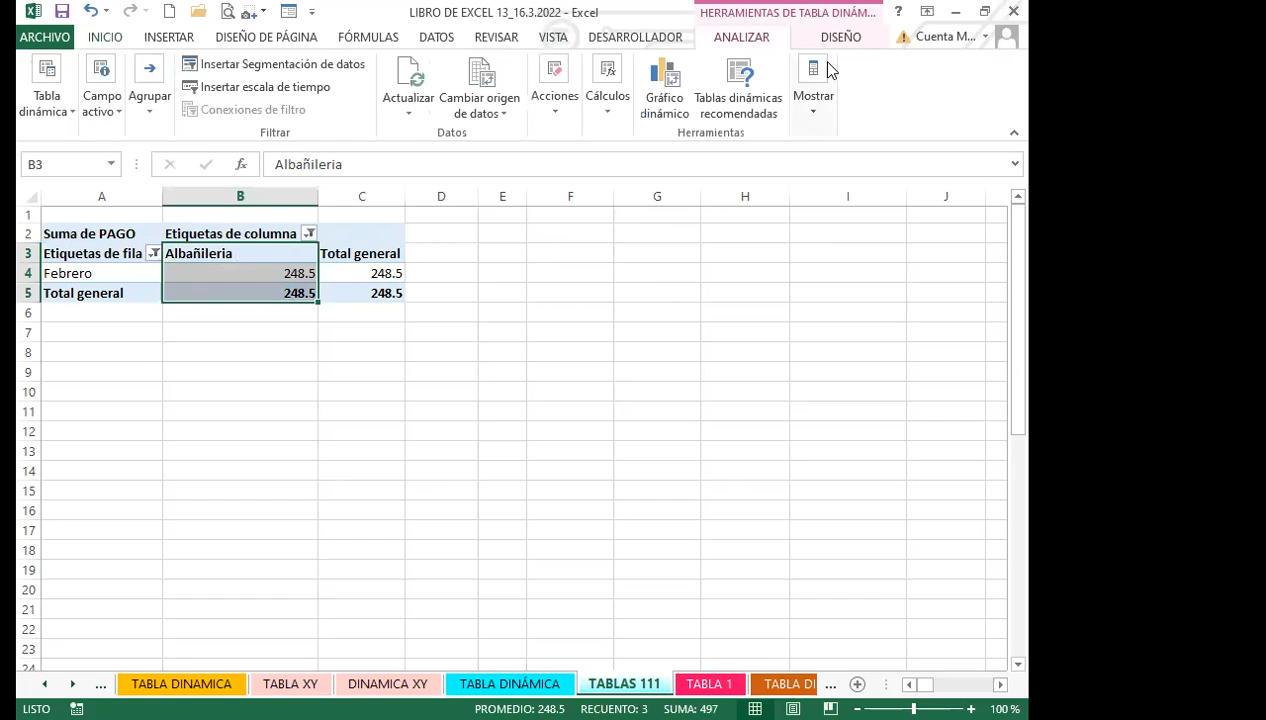 LIBRO DE EXCEL 13_16.3.2022 - Excel
HERRAMIENTAS DE TABLA DINÁM...
?
ARCHIVO INICIO INSERTAR DISEÑO DE PÁGINA FÓRMULAS DATOS REVISAR VISTA DESARROLLADOR ANALIZAR DISEÑO Cuenta M...
Tabla dinámica
Campo activo
Agrupar
Insertar Segmentación de datos
Insertar escala de tiempo
Conexiones de filtro
Filtrar
Actualizar
Cambiar origen de datos
Datos
Acciones
Cálculos
Gráfico dinámico
Tablas dinámicas recomendadas
Herramientas
Mostrar
B3 fx Albañileria
A B C D E F G H I J
1
2 Suma de PAGO Etiquetas de columna
3 Etiquetas de fila Albañileria Total general
4 Febrero 248.5 248.5
5 Total general 248.5 248.5
6
7
8
9
10
11
12
13
14
15
16
17
18
19
20
21
22
23
24
... TABLA DINAMICA TABLA XY DINAMICA XY TABLA DINÁMICA TABLAS 111 TABLA 1 TABLA DI ...
LISTO PROMEDIO: 248.5 RECUENTO: 3 SUMA: 497 100 %